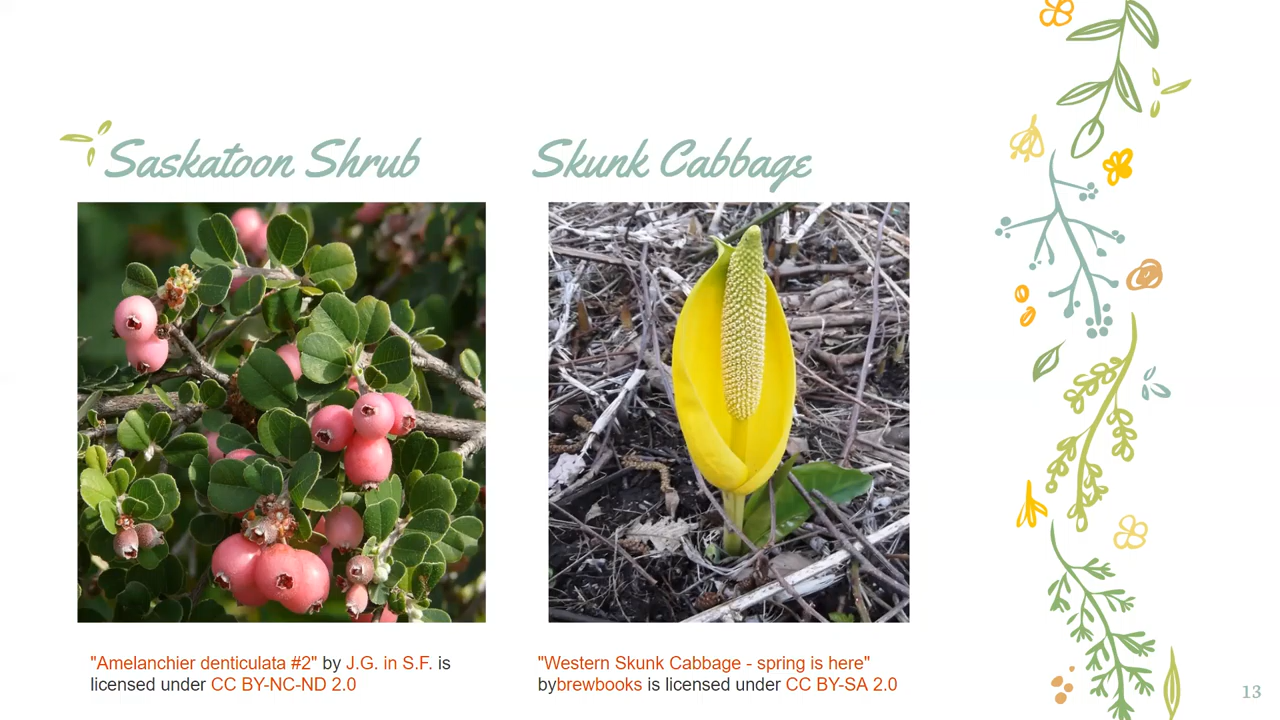 Saskatoon Shrub
Skunk Cabbage
"Amelanchier denticulata #2" by J.G. in S.F. is
licensed under CC BY-NC-ND 2.0
"Western Skunk Cabbage - spring is here"
bybrewbooks is licensed under CC BY-SA 2.0
13